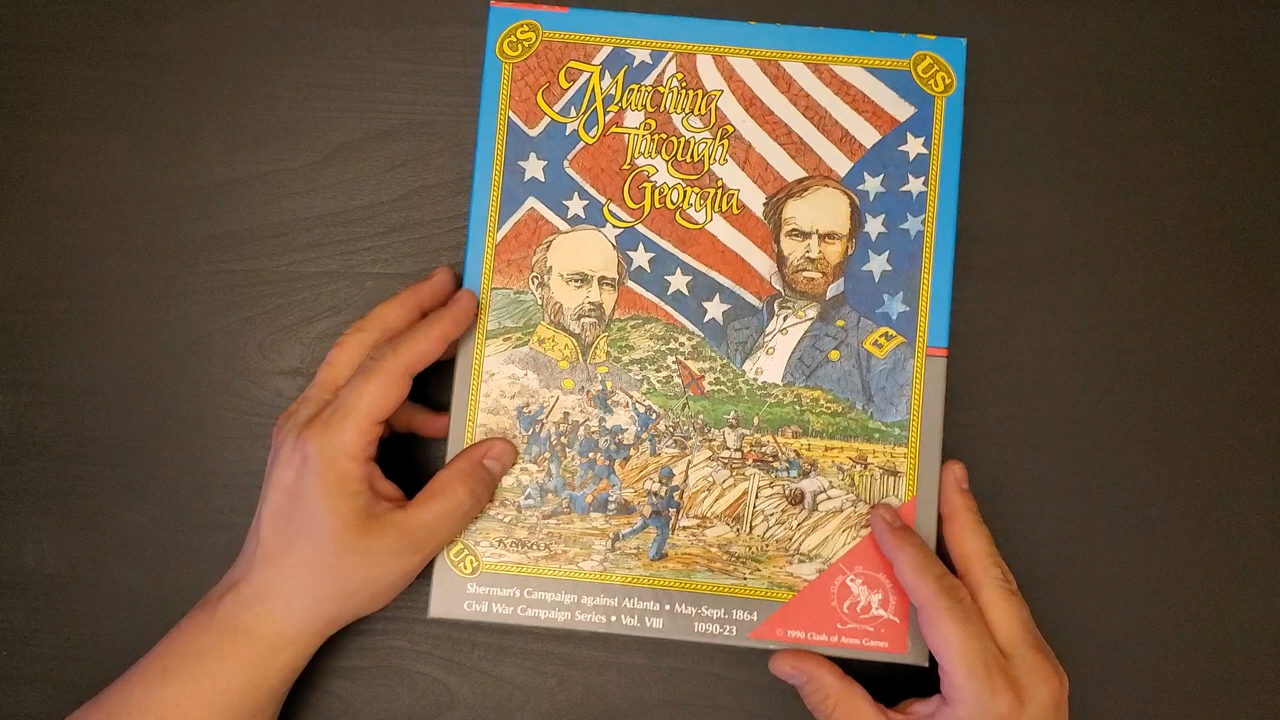 CS
US
Marching
Through
Georgia
US
Sherman's Campaign against Atlanta • May-Sept. 1864
Civil War Campaign Series • Vol. VIII 1090-23
© 1990 Clash of Arms Games